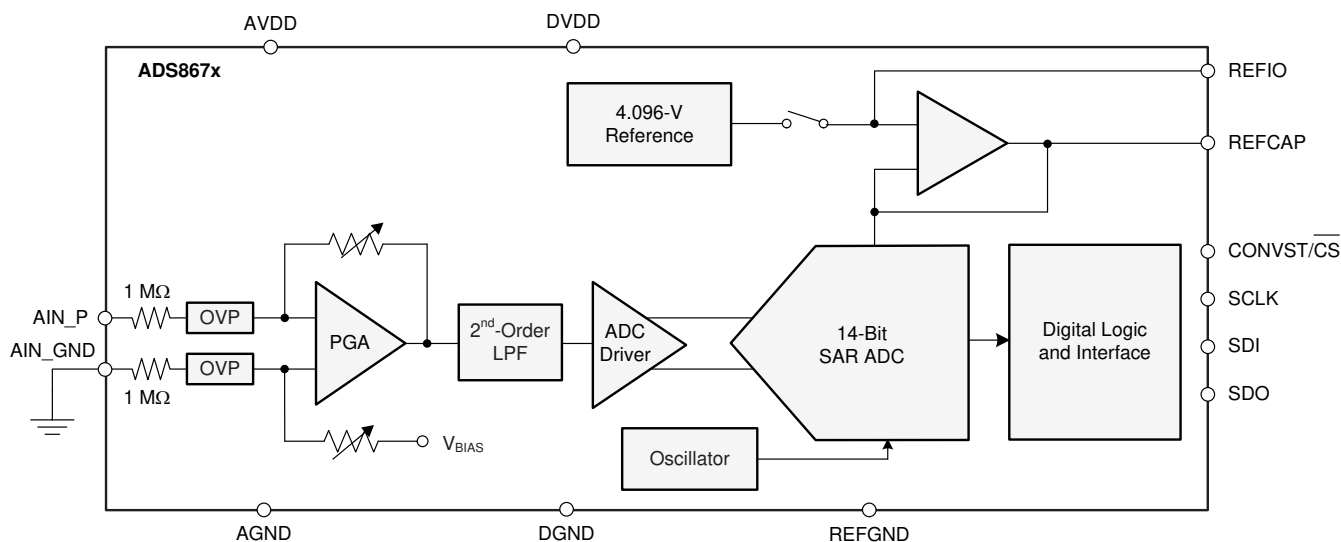 AVDD
DVDD
ADS867x
REFIO
4.096-V
Reference
REFCAP
CONVST/C̅S̅
1 MΩ
SCLK
AIN_P
OVP
PGA
2nd-Order
LPF
ADC
Driver
14-Bit
SAR ADC
Digital Logic
and Interface
AIN_GND
OVP
SDI
1 MΩ
SDO
VBIAS
Oscillator
AGND
DGND
REFGND